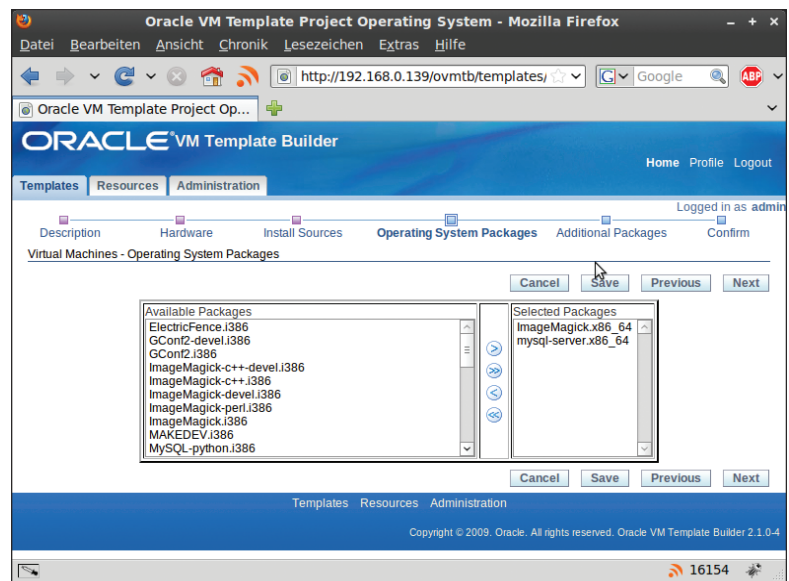 Oracle VM Template Project Operating System - Mozilla Firefox
Datei Bearbeiten Ansicht Chronik Lesezeichen Extras Hilfe
http://192.168.0.139/ovmtb/templates/ Google ABP
Oracle VM Template Project Op...
ORACLE VM Template Builder
Home Profile Logout
Templates Resources Administration
Logged in as admin
Description Hardware Install Sources Operating System Packages Additional Packages Confirm
Virtual Machines - Operating System Packages
Cancel Save Previous Next
Available Packages
ElectricFence.i386
GConf2-devel.i386
GConf2.i386
ImageMagick-c++-devel.i386
ImageMagick-c++.i386
ImageMagick-devel.i386
ImageMagick-perl.i386
ImageMagick.i386
MAKEDEV.i386
MySQL-python.i386
Selected Packages
ImageMagick.x86_64
mysql-server.x86_64
Cancel Save Previous Next
Templates Resources Administration
Copyright © 2009. Oracle. All rights reserved. Oracle VM Template Builder 2.1.0-4
16154